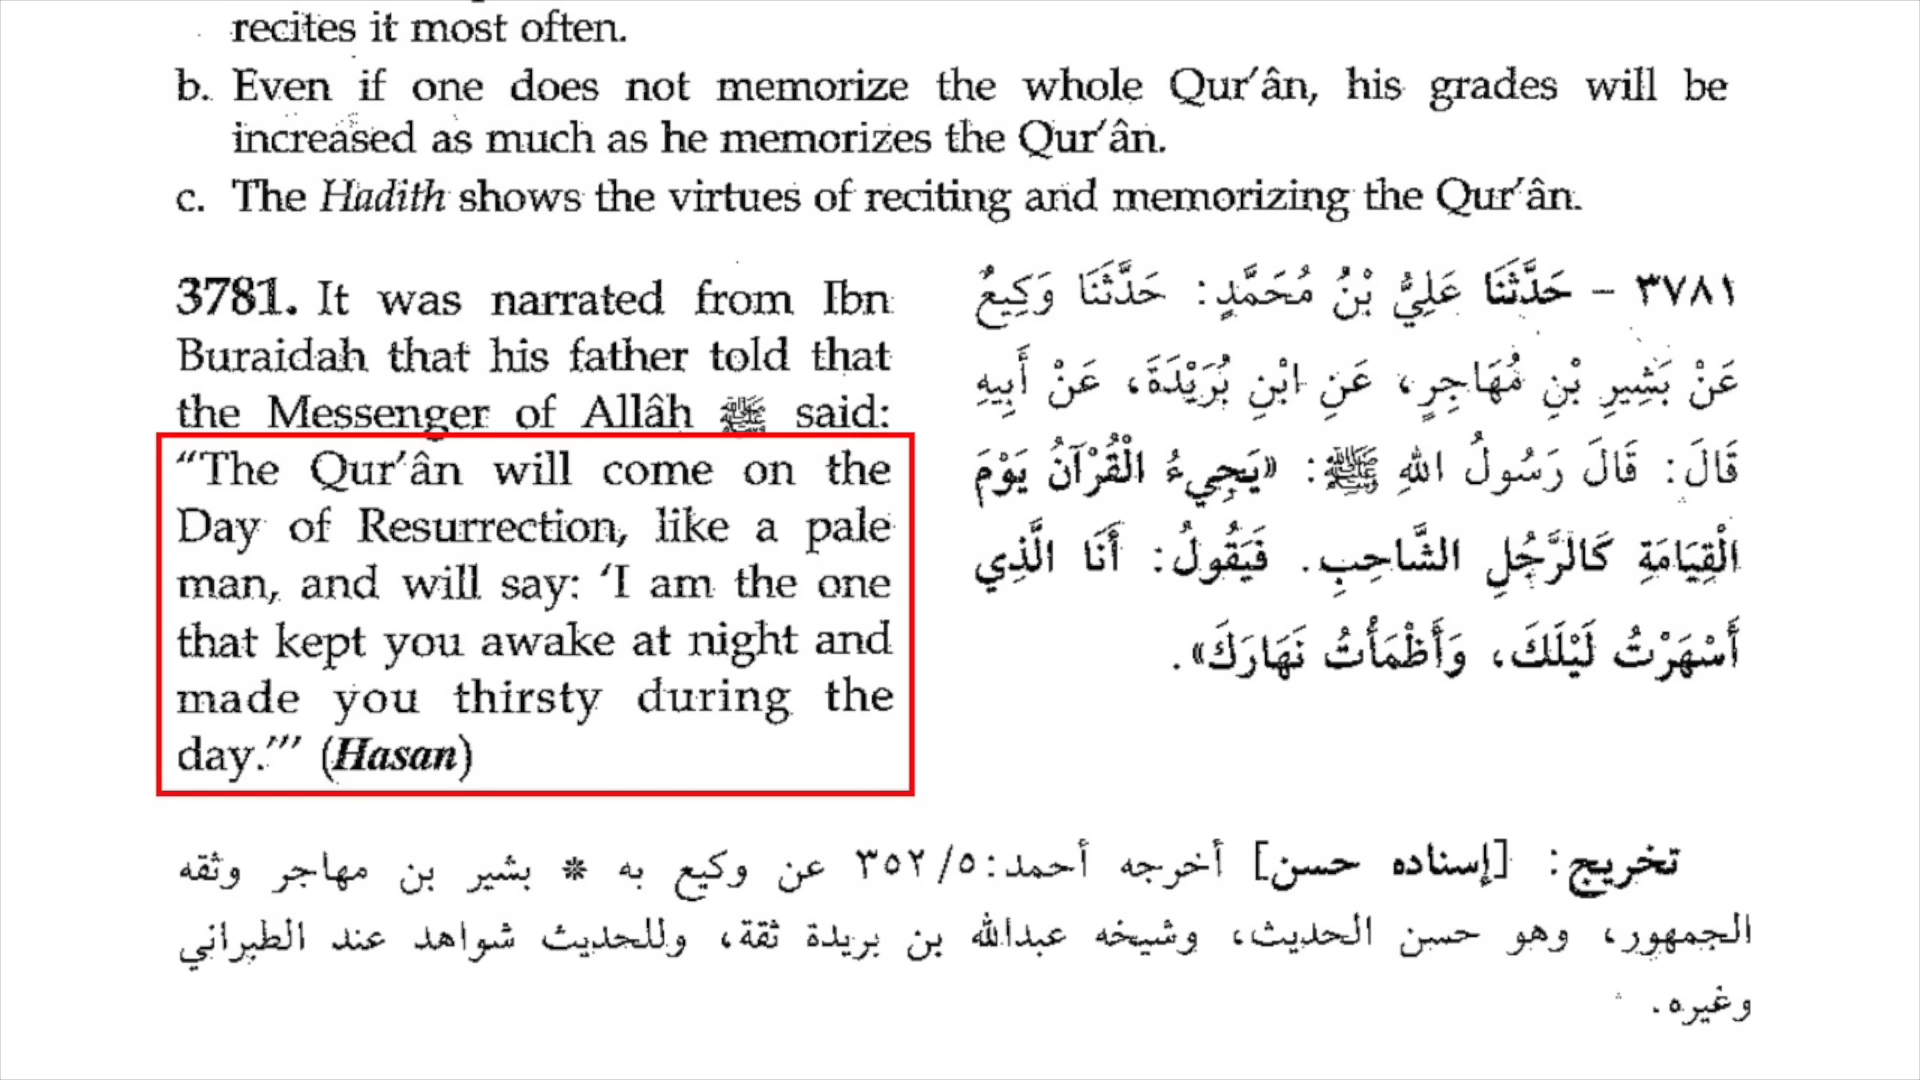 recites it most often.
b. Even if one does not memorize the whole Qur’ân, his grades will be
increased as much as he memorizes the Qur’ân.
c. The Hadith shows the virtues of reciting and memorizing the Qur’ân.
3781. It was narrated from Ibn
Buraidah that his father told that
the Messenger of Allâh ﷺ said:
“The Qur’ân will come on the
Day of Resurrection, like a pale
man, and will say: ‘I am the one
that kept you awake at night and
made you thirsty during the
day.’” (Hasan)
٣٧٨١ – حَدَّثَنَا عَلِيُّ بْنُ مُحَمَّدٍ: حَدَّثَنَا وَكِيعٌ
عَنْ بَشِيرِ بْنِ مُهَاجِرٍ، عَنِ ابْنِ بُرَيْدَةَ، عَنْ أَبِيهِ
قَالَ: قَالَ رَسُولُ اللهِ ﷺ: «يَجِيءُ الْقُرْآنُ يَوْمَ
الْقِيَامَةِ كَالرَّجُلِ الشَّاحِبِ. فَيَقُولُ: أَنَا الَّذِي
أَسْهَرْتُ لَيْلَكَ، وَأَظْمَأْتُ نَهَارَكَ».
تخريج: [إسناده حسن] أخرجه أحمد:٥/ ٣٥٢ عن وكيع به * بشير بن مهاجر وثقه
الجمهور، وهو حسن الحديث، وشيخه عبدالله بن بريدة ثقة، وللحديث شواهد عند الطبراني
وغيره.